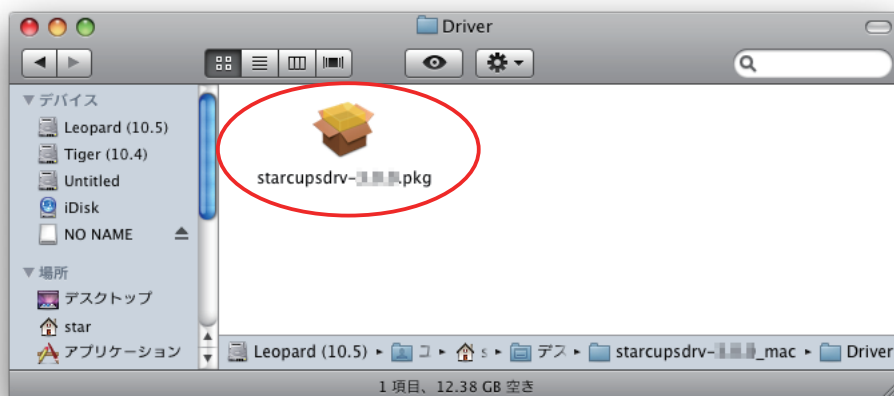 Driver
デバイス
Leopard (10.5)
Tiger (10.4)
Untitled
iDisk
NO NAME
場所
デスクトップ
star
アプリケーション
starcupsdrv-.pkg
Leopard (10.5) ▸ ユ ▸ s ▸ デス ▸ starcupsdrv-_mac ▸ Driver
1 項目、12.38 GB 空き